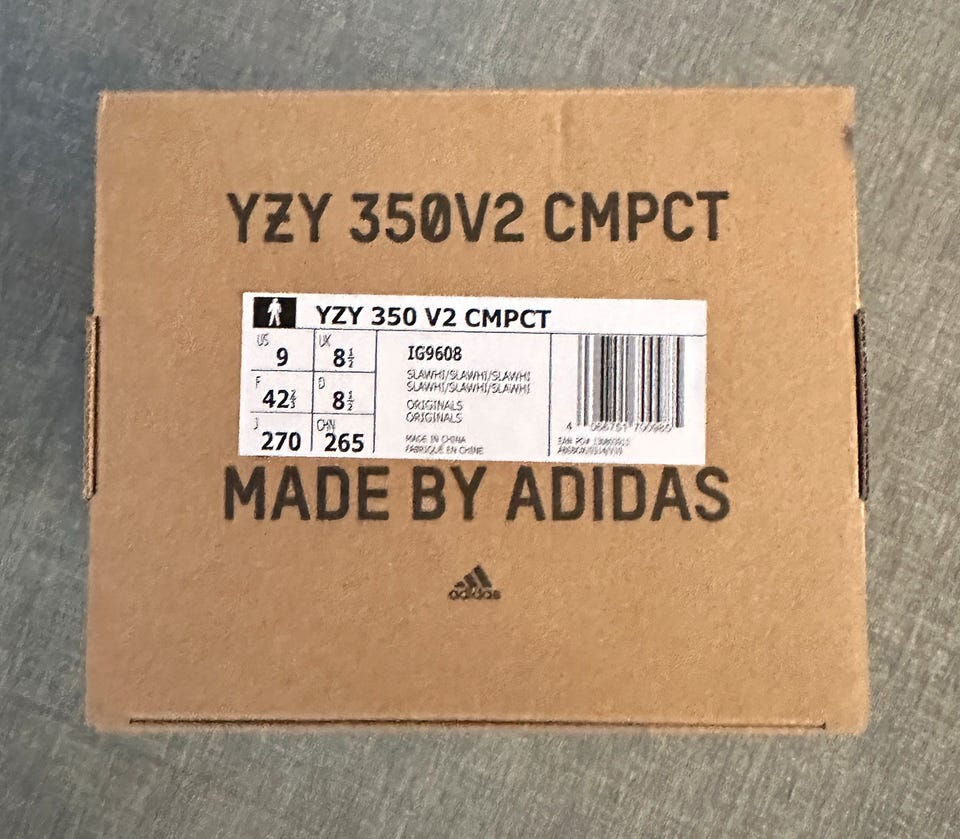 YZY 350V2 CMPCT
YZY 350 V2 CMPCT
US 9 UK 8½
F 42⅔ D 8½
J 270 CHN 265
IG9608
SLAWHI/SLAWHI/SLAWHI
SLAWHI/SLAWHI/SLAWHI
ORIGINALS
ORIGINALS
MADE IN CHINA
FABRIQUÉ EN CHINE
MADE BY ADIDAS
adidas